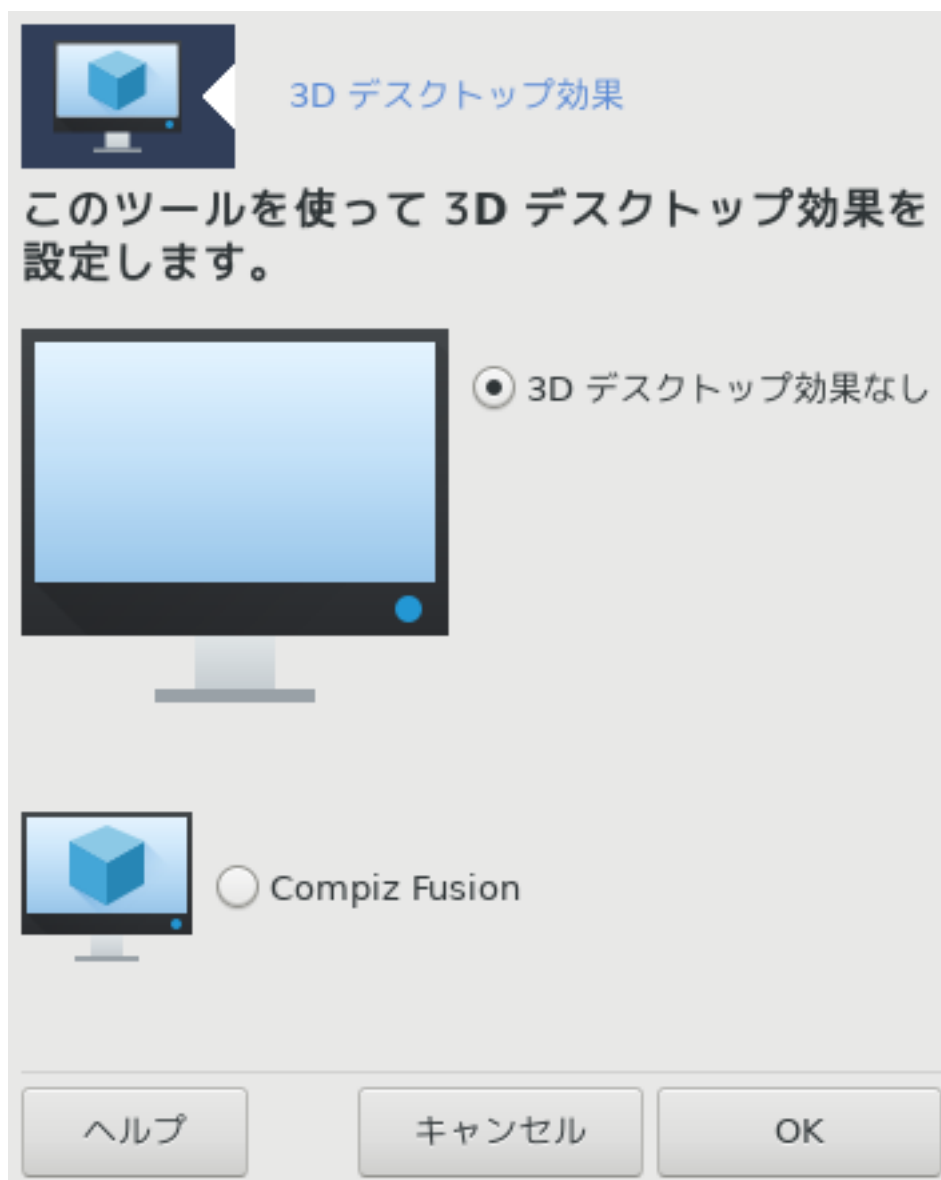 3D デスクトップ効果
このツールを使って 3D デスクトップ効果を
設定します。
3D デスクトップ効果なし
Compiz Fusion
ヘルプ
キャンセル
OK